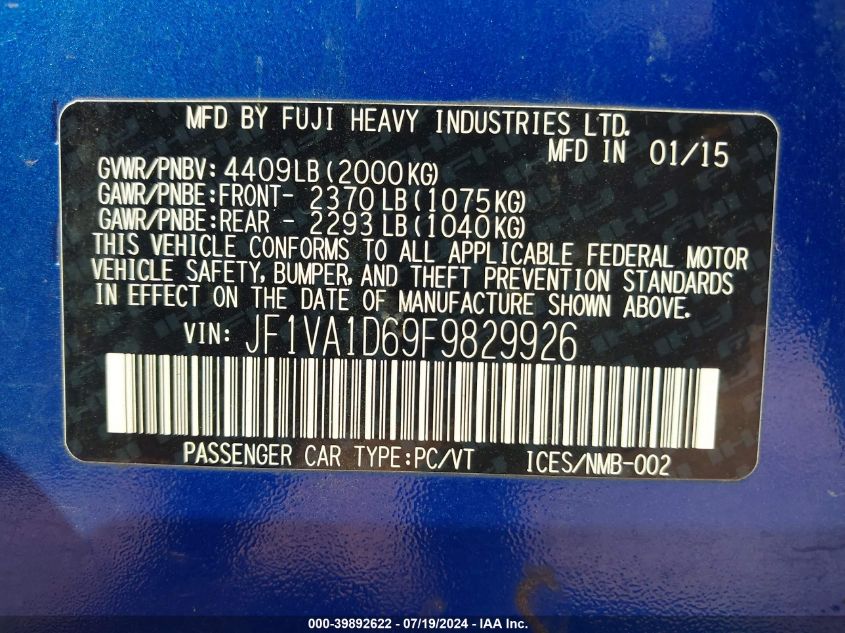 MFD BY FUJI HEAVY INDUSTRIES LTD.
MFD IN 01/15
GVWR/PNBV: 4409LB(2000KG)
GAWR/PNBE:FRONT- 2370LB(1075KG)
GAWR/PNBE:REAR - 2293LB(1040KG)
THIS VEHICLE CONFORMS TO ALL APPLICABLE FEDERAL MOTOR
VEHICLE SAFETY, BUMPER, AND THEFT PREVENTION STANDARDS
IN EFFECT ON THE DATE OF MANUFACTURE SHOWN ABOVE.
VIN: JF1VA1D69F9829926
PASSENGER CAR TYPE:PC/VT ICES/NMB-002
000-39892622 - 07/19/2024 - IAA Inc.